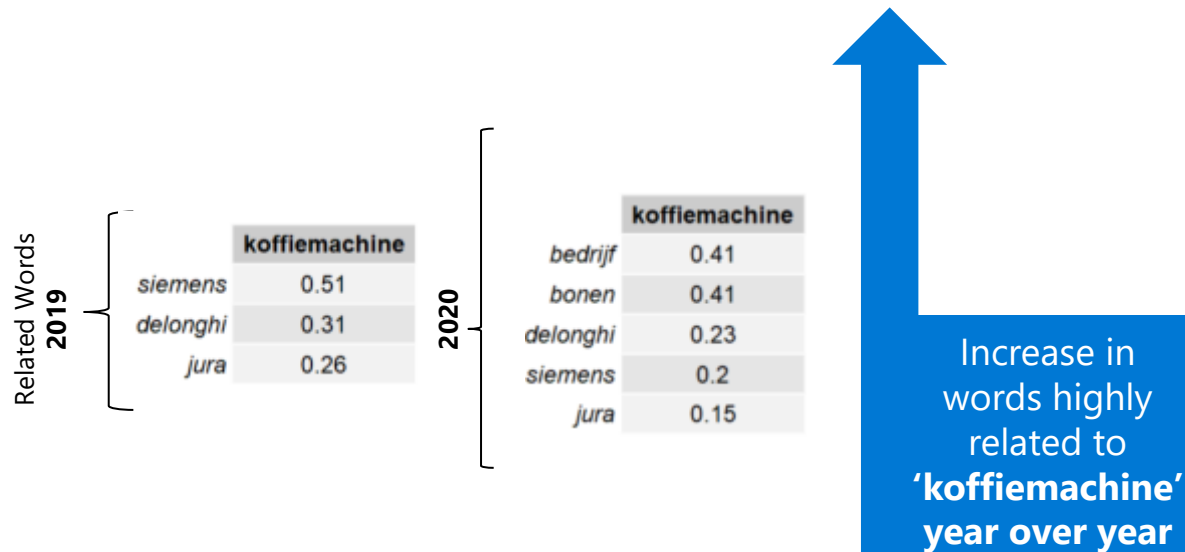 Related Words
2019
koffiemachine
siemens 0.51
delonghi 0.31
jura 0.26
2020
koffiemachine
bedrijf 0.41
bonen 0.41
delonghi 0.23
siemens 0.2
jura 0.15
Increase in
words highly
related to
‘koffiemachine’
year over year